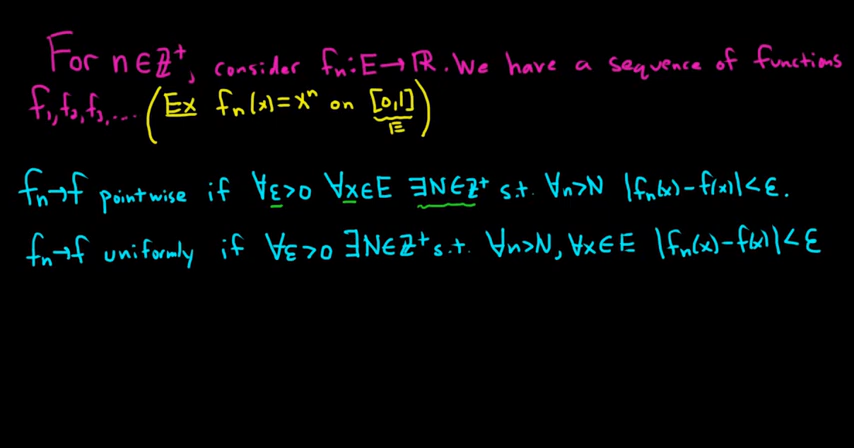 For n∈ℤ⁺, consider fₙ:E→ℝ. We have a sequence of functions
f₁, f₂, f₃, ... (Ex fₙ(x)=xⁿ on [0,1])
E
fₙ→f pointwise if ∀ε>0 ∀x∈E ∃N∈ℤ⁺ s.t. ∀n>N |fₙ(x)-f(x)|<ε.
fₙ→f uniformly if ∀ε>0 ∃N∈ℤ⁺ s.t. ∀n>N, ∀x∈E |fₙ(x)-f(x)|<ε